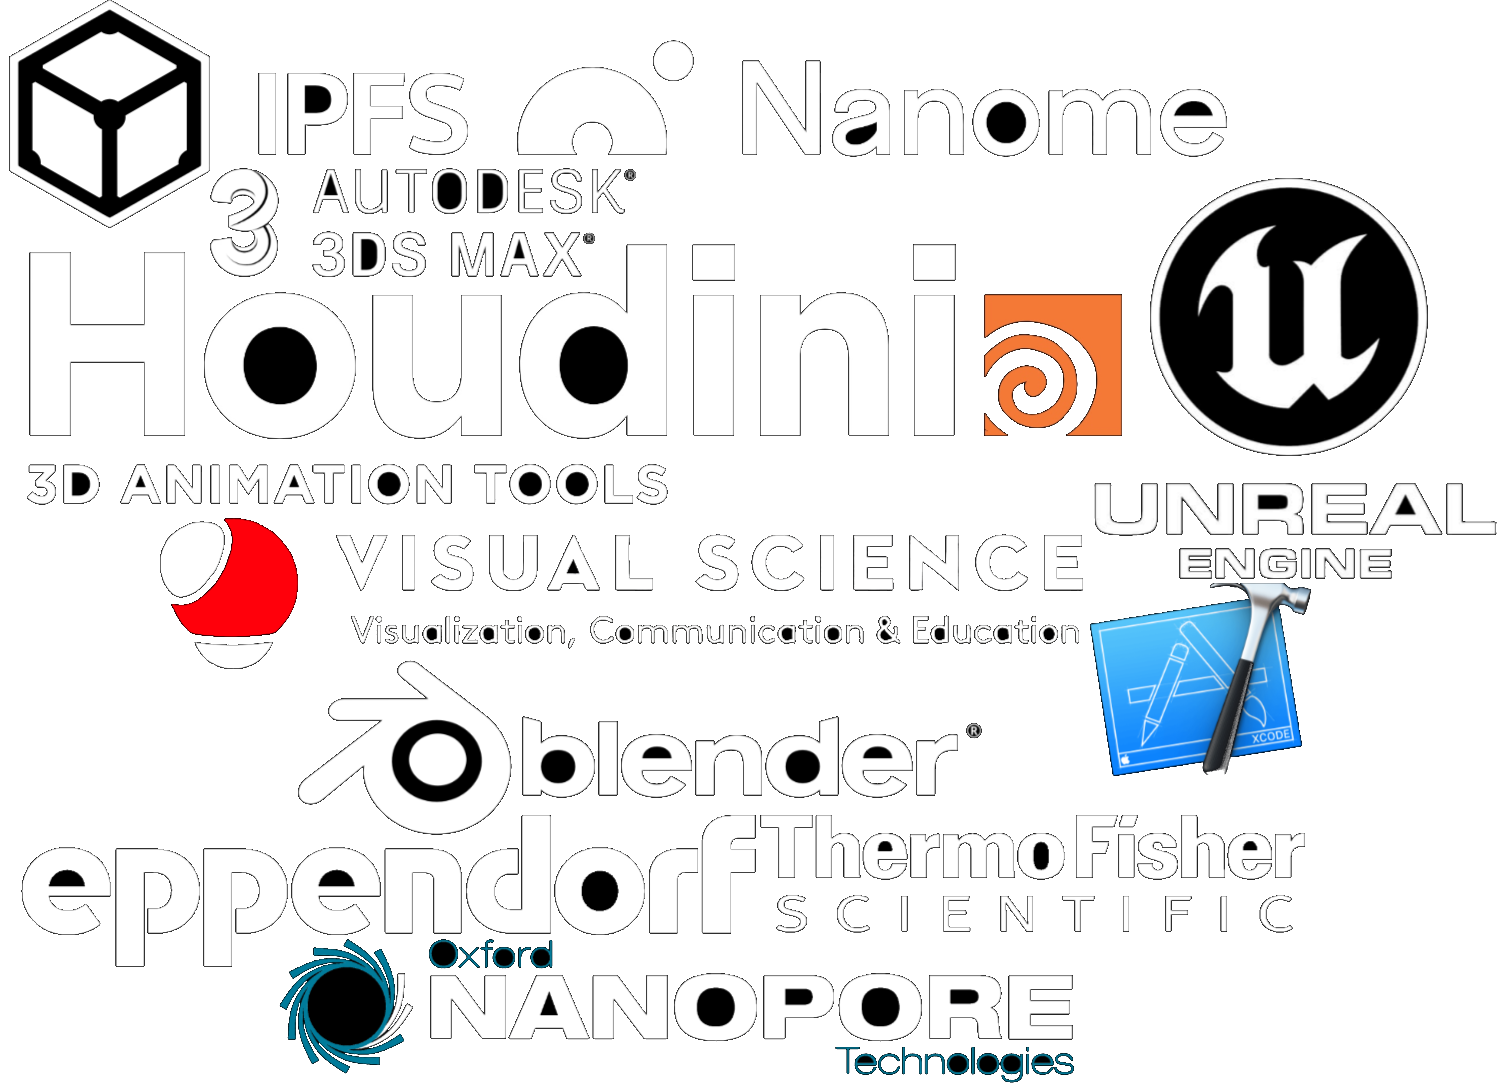 IPFS
Nanome
3 AUTODESK®
3DS MAX®
Houdini
3D ANIMATION TOOLS
UNREAL
ENGINE
VISUAL SCIENCE
Visualization, Communication & Education
XCODE
blender®
eppendorf
ThermoFisher
SCIENTIFIC
Oxford
NANOPORE
Technologies